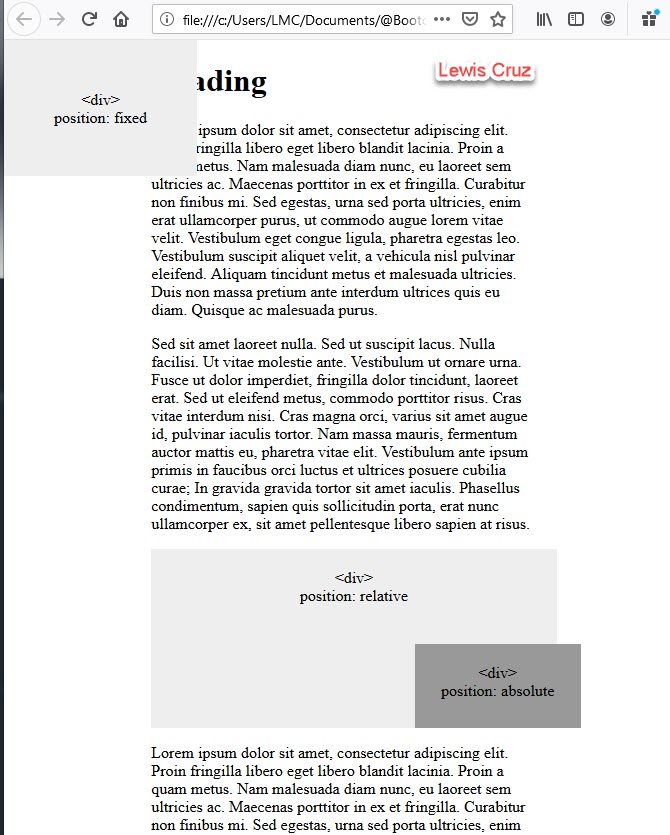 file:///c:/Users/LMC/Documents/@Bootc
Lewis Cruz
ading
<div>
position: fixed
ipsum dolor sit amet, consectetur adipiscing elit.
ringilla libero eget libero blandit lacinia. Proin a
metus. Nam malesuada diam nunc, eu laoreet sem
ultricies ac. Maecenas porttitor in ex et fringilla. Curabitur
non finibus mi. Sed egestas, urna sed porta ultricies, enim
erat ullamcorper purus, ut commodo augue lorem vitae
velit. Vestibulum eget congue ligula, pharetra egestas leo.
Vestibulum suscipit aliquet velit, a vehicula nisl pulvinar
eleifend. Aliquam tincidunt metus et malesuada ultricies.
Duis non massa pretium ante interdum ultrices quis eu
diam. Quisque ac malesuada purus.
Sed sit amet laoreet nulla. Sed ut suscipit lacus. Nulla
facilisi. Ut vitae molestie ante. Vestibulum ut ornare urna.
Fusce ut dolor imperdiet, fringilla dolor tincidunt, laoreet
erat. Sed ut eleifend metus, commodo porttitor risus. Cras
vitae interdum nisi. Cras magna orci, varius sit amet augue
id, pulvinar iaculis tortor. Nam massa mauris, fermentum
auctor mattis eu, pharetra vitae elit. Vestibulum ante ipsum
primis in faucibus orci luctus et ultrices posuere cubilia
curae; In gravida gravida tortor sit amet iaculis. Phasellus
condimentum, sapien quis sollicitudin porta, erat nunc
ullamcorper ex, sit amet pellentesque libero sapien at risus.
<div>
position: relative
<div>
position: absolute
Lorem ipsum dolor sit amet, consectetur adipiscing elit.
Proin fringilla libero eget libero blandit lacinia. Proin a
quam metus. Nam malesuada diam nunc, eu laoreet sem
ultricies ac. Maecenas porttitor in ex et fringilla. Curabitur
non finibus mi. Sed egestas, urna sed porta ultricies, enim